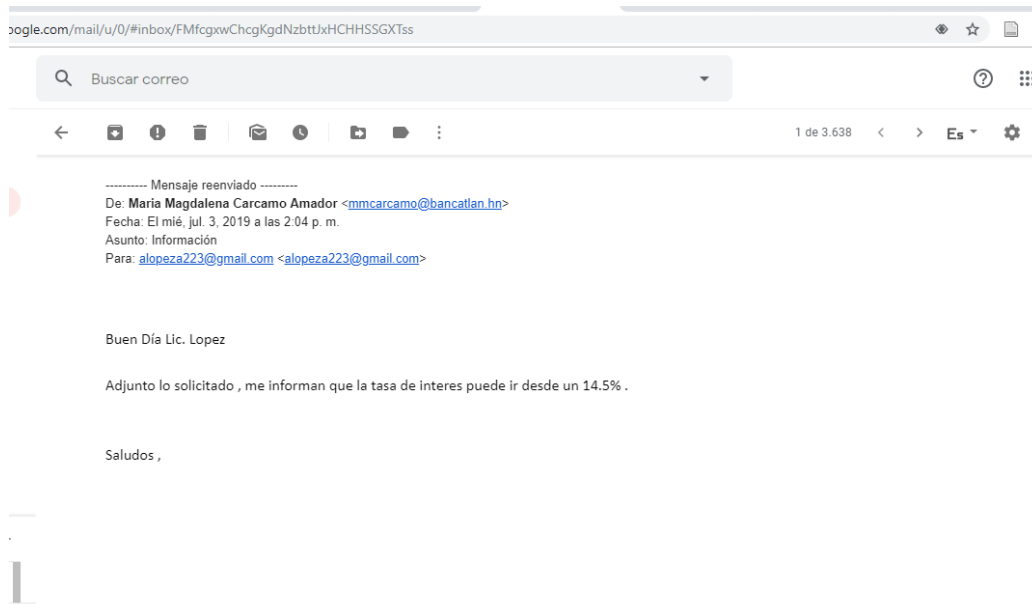 oogle.com/mail/u/0/#inbox/FMfcgxwChcgKgdNzbttJxHCHHSSGXTss
Buscar correo
1 de 3.638
Es
---------- Mensaje reenviado ---------
De: Maria Magdalena Carcamo Amador <mmcarcamo@bancatlan.hn>
Fecha: El mié, jul. 3, 2019 a las 2:04 p. m.
Asunto: Información
Para: alopeza223@gmail.com <alopeza223@gmail.com>
Buen Día Lic. Lopez
Adjunto lo solicitado , me informan que la tasa de interes puede ir desde un 14.5% .
Saludos ,